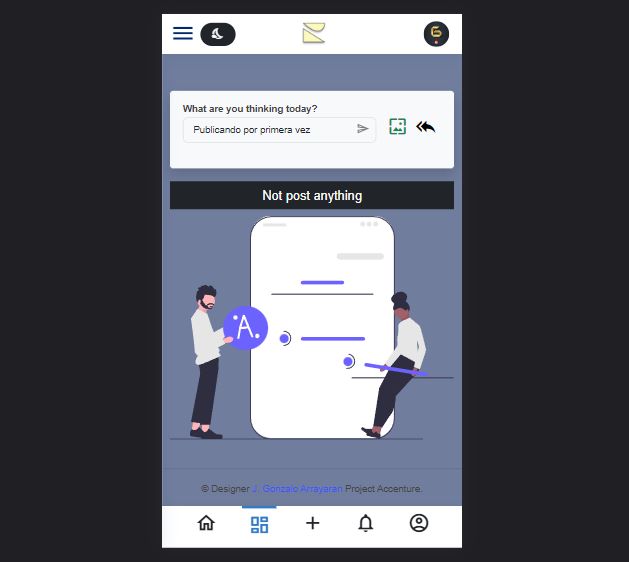 What are you thinking today?
Publicando por primera vez
Not post anything
A.
© Designer J. Gonzalo Arrayaran Project Accenture.